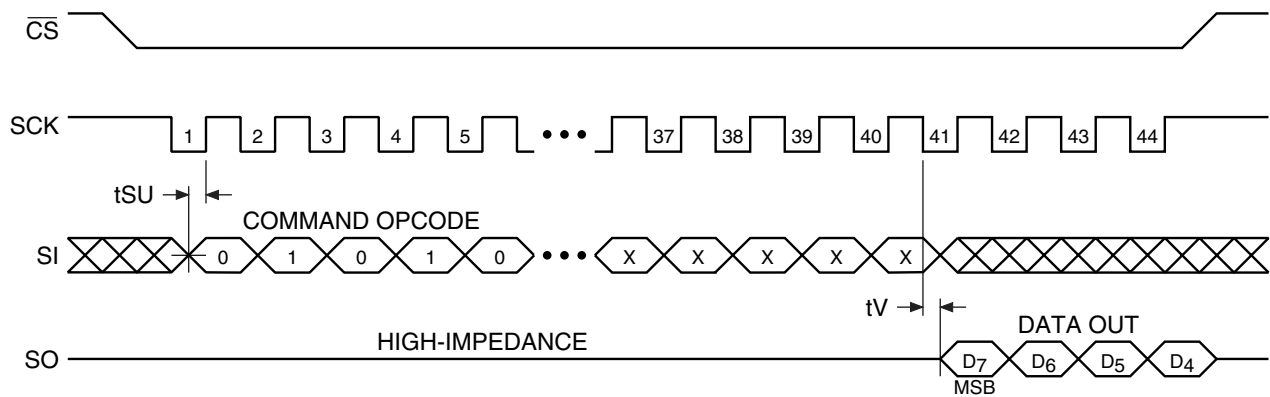 CS
SCK 1 2 3 4 5 ••• 37 38 39 40 41 42 43 44
tSU
COMMAND OPCODE
SI 0 1 0 1 0 ••• X X X X X
tV
HIGH-IMPEDANCE
DATA OUT
SO D7 D6 D5 D4
MSB